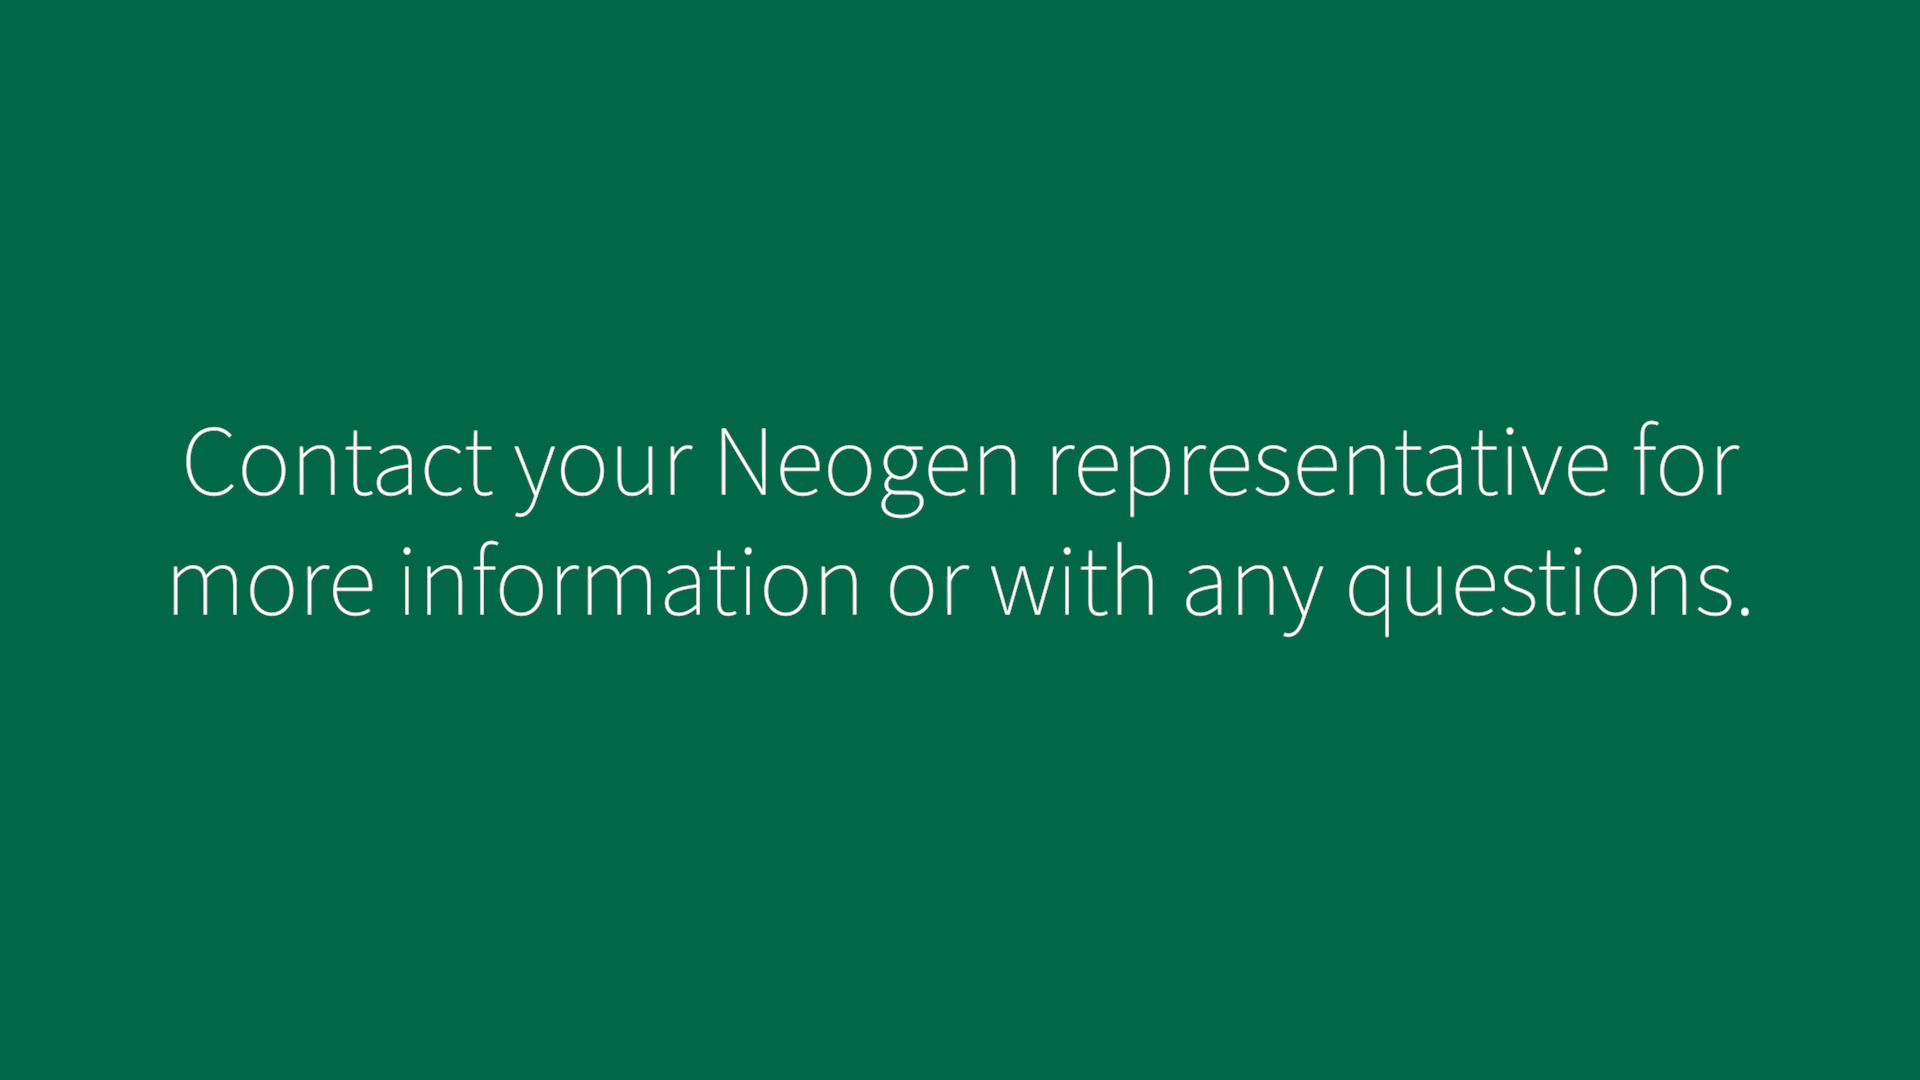 Contact your Neogen representative for
more information or with any questions.